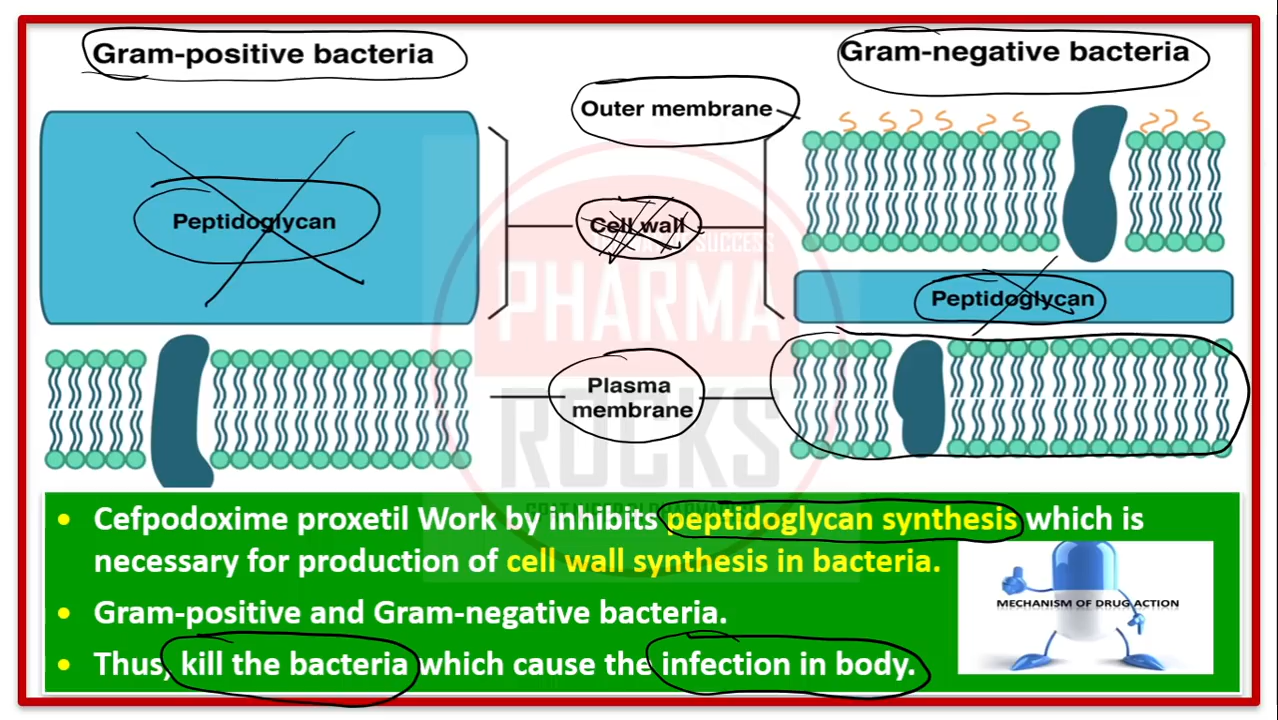 Gram-positive bacteria
Gram-negative bacteria
Outer membrane
Peptidoglycan
Cell wall
SUCCESS
PHARMA
Peptidoglycan
Plasma
membrane
ROCKS
Cefpodoxime proxetil Work by inhibits peptidoglycan synthesis which is
necessary for production of cell wall synthesis in bacteria.
MECHANISM OF DRUG ACTION
Gram-positive and Gram-negative bacteria.
Thus, kill the bacteria which cause the infection in body.